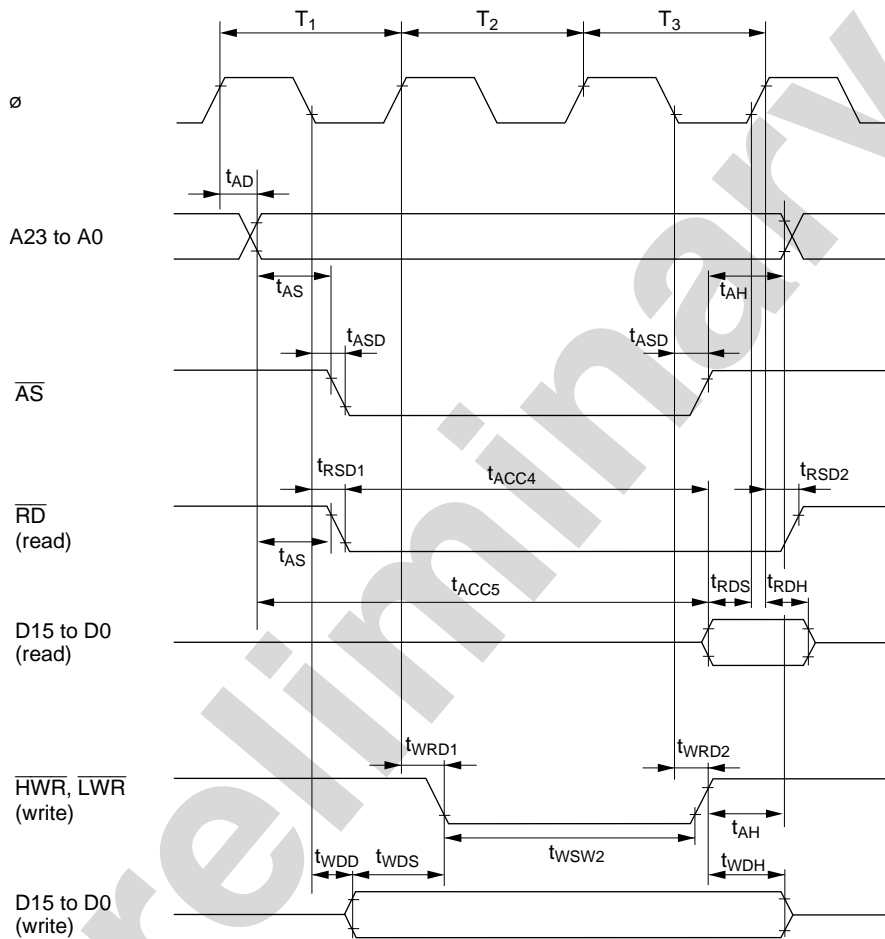 T1 T2 T3
ø
tAD
A23 to A0
tAS tAH
tASD tASD
AS
tRSD1 tACC4 tRSD2
RD
(read)
tAS
tACC5 tRDS tRDH
D15 to D0
(read)
tWRD1 tWRD2
HWR, LWR
(write)
tAH
tWSW2
tWDD tWDS tWDH
D15 to D0
(write)
reliminary